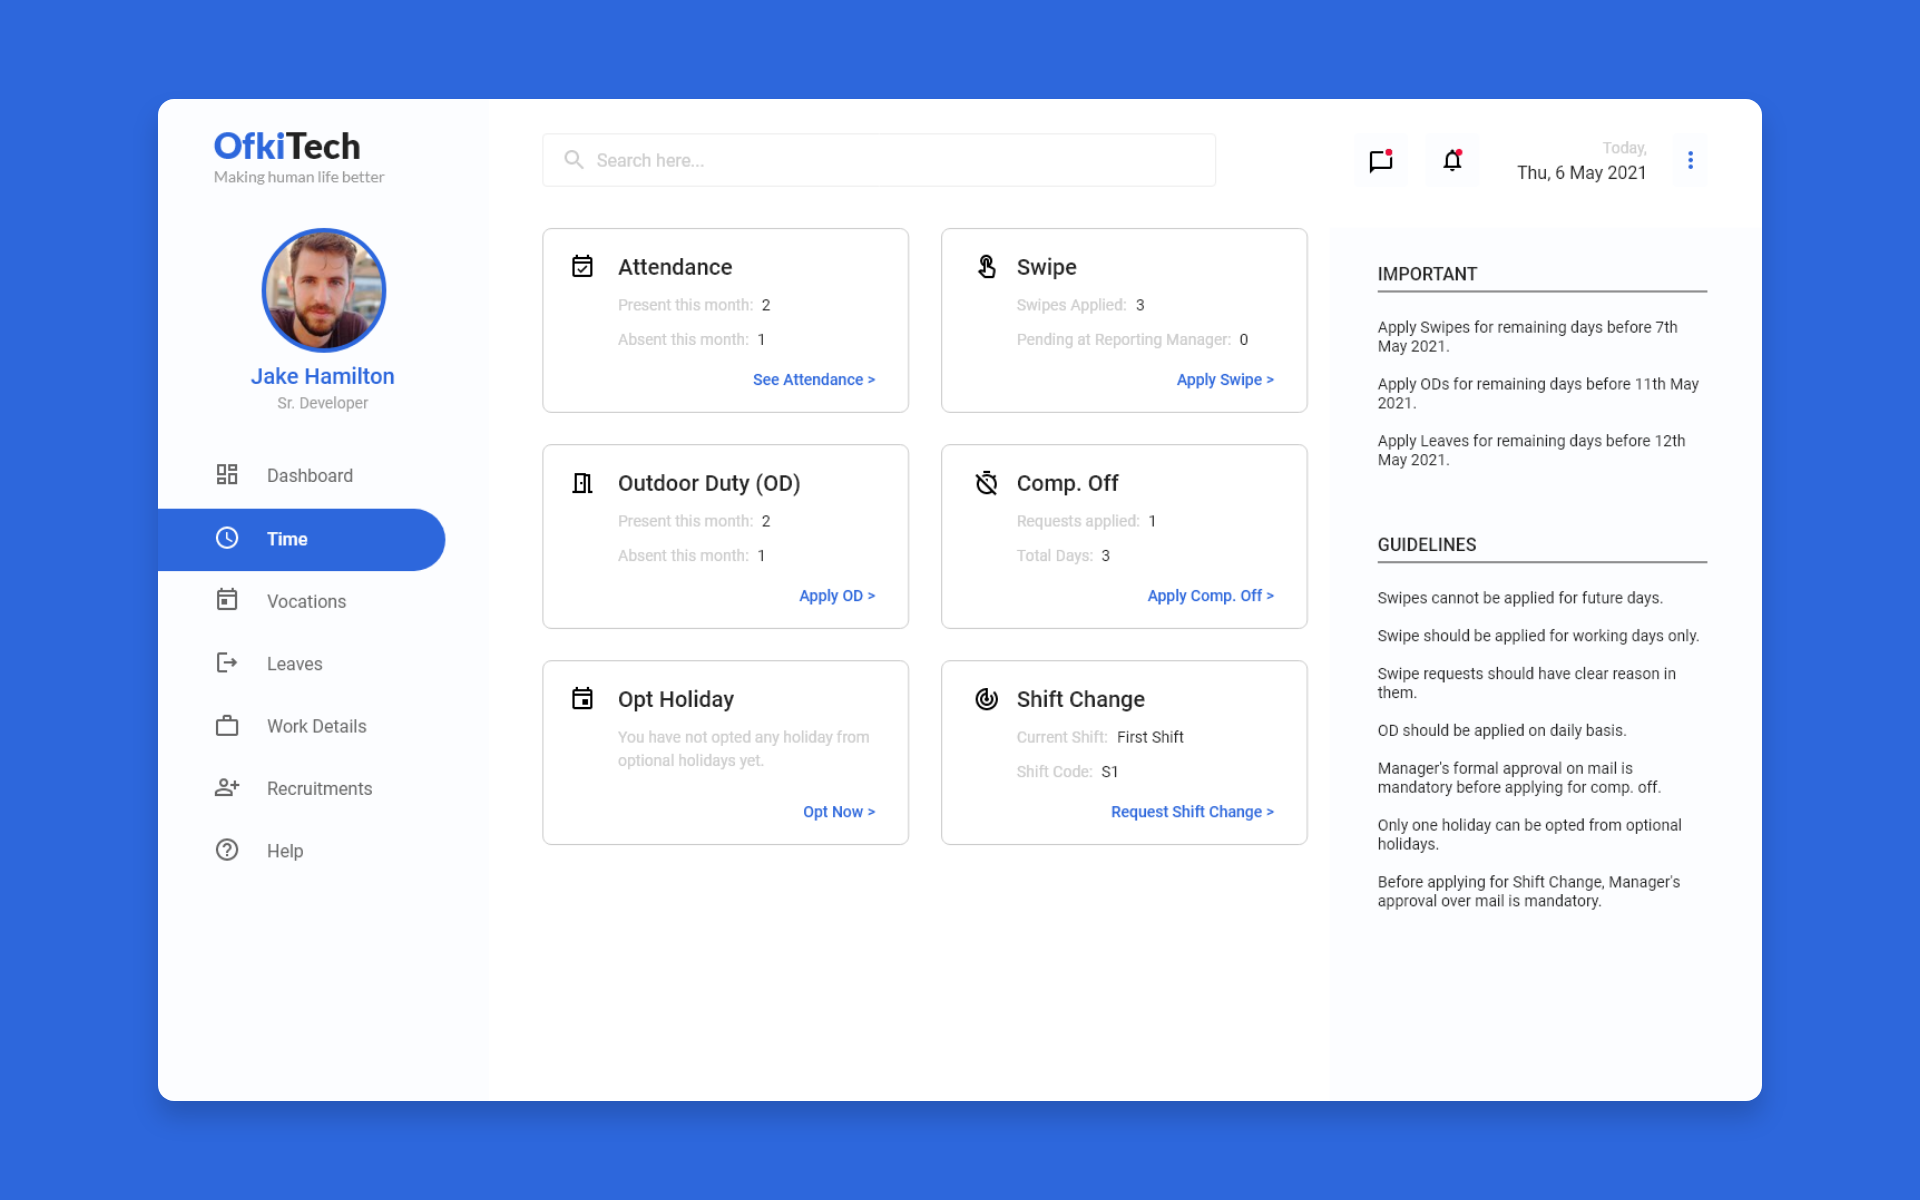 OfkiTech
Making human life better
Jake Hamilton
Sr. Developer
Dashboard
Time
Vocations
Leaves
Work Details
Recruitments
Help
Search here...
Today,
Thu, 6 May 2021
Attendance
Present this month: 2
Absent this month: 1
See Attendance >
Swipe
Swipes Applied: 3
Pending at Reporting Manager: 0
Apply Swipe >
Outdoor Duty (OD)
Present this month: 2
Absent this month: 1
Apply OD >
Comp. Off
Requests applied: 1
Total Days: 3
Apply Comp. Off >
Opt Holiday
You have not opted any holiday from
optional holidays yet.
Opt Now >
Shift Change
Current Shift: First Shift
Shift Code: S1
Request Shift Change >
IMPORTANT
Apply Swipes for remaining days before 7th
May 2021.
Apply ODs for remaining days before 11th May
2021.
Apply Leaves for remaining days before 12th
May 2021.
GUIDELINES
Swipes cannot be applied for future days.
Swipe should be applied for working days only.
Swipe requests should have clear reason in
them.
OD should be applied on daily basis.
Manager's formal approval on mail is
mandatory before applying for comp. off.
Only one holiday can be opted from optional
holidays.
Before applying for Shift Change, Manager's
approval over mail is mandatory.